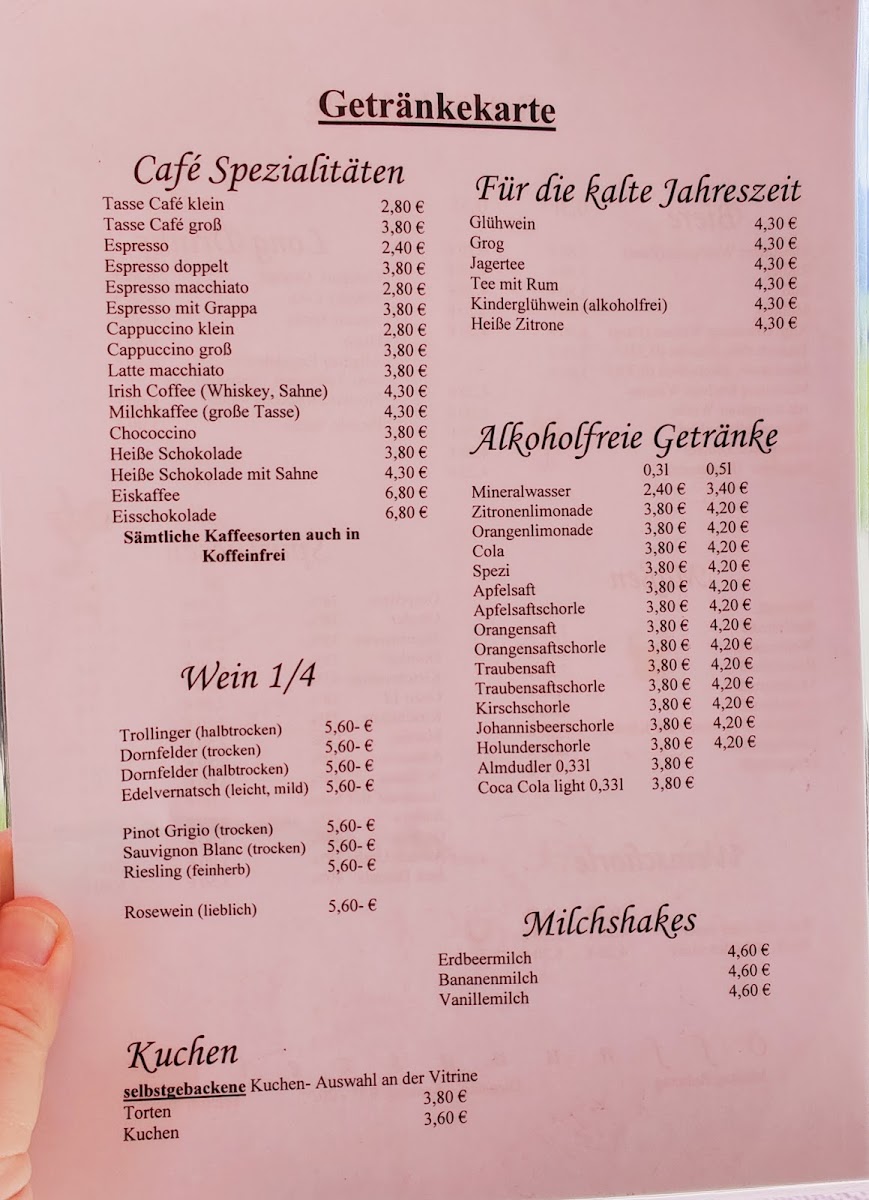 Getränkekarte
Café Spezialitäten
Tasse Café klein 2,80 €
Tasse Café groß 3,80 €
Espresso 2,40 €
Espresso doppelt 3,80 €
Espresso macchiato 2,80 €
Espresso mit Grappa 3,80 €
Cappuccino klein 2,80 €
Cappuccino groß 3,80 €
Latte macchiato 3,80 €
Irish Coffee (Whiskey, Sahne) 4,30 €
Milchkaffee (große Tasse) 4,30 €
Chococcino 3,80 €
Heiße Schokolade 3,80 €
Heiße Schokolade mit Sahne 4,30 €
Eiskaffee 6,80 €
Eisschokolade 6,80 €
Sämtliche Kaffeesorten auch in
Koffeinfrei
Wein 1/4
Trollinger (halbtrocken) 5,60- €
Dornfelder (trocken) 5,60- €
Dornfelder (halbtrocken) 5,60- €
Edelvernatsch (leicht, mild) 5,60- €
Pinot Grigio (trocken) 5,60- €
Sauvignon Blanc (trocken) 5,60- €
Riesling (feinherb) 5,60- €
Rosewein (lieblich) 5,60- €
Für die kalte Jahreszeit
Glühwein 4,30 €
Grog 4,30 €
Jagertee 4,30 €
Tee mit Rum 4,30 €
Kinderglühwein (alkoholfrei) 4,30 €
Heiße Zitrone 4,30 €
Alkoholfreie Getränke
0,3l 0,5l
Mineralwasser 2,40 € 3,40 €
Zitronenlimonade 3,80 € 4,20 €
Orangenlimonade 3,80 € 4,20 €
Cola 3,80 € 4,20 €
Spezi 3,80 € 4,20 €
Apfelsaft 3,80 € 4,20 €
Apfelsaftschorle 3,80 € 4,20 €
Orangensaft 3,80 € 4,20 €
Orangensaftschorle 3,80 € 4,20 €
Traubensaft 3,80 € 4,20 €
Traubensaftschorle 3,80 € 4,20 €
Kirschschorle 3,80 € 4,20 €
Johannisbeerschorle 3,80 € 4,20 €
Holunderschorle 3,80 € 4,20 €
Almdudler 0,33l 3,80 €
Coca Cola light 0,33l 3,80 €
Milchshakes
Erdbeermilch 4,60 €
Bananenmilch 4,60 €
Vanillemilch 4,60 €
Kuchen
selbstgebackene Kuchen- Auswahl an der Vitrine
Torten 3,80 €
Kuchen 3,60 €